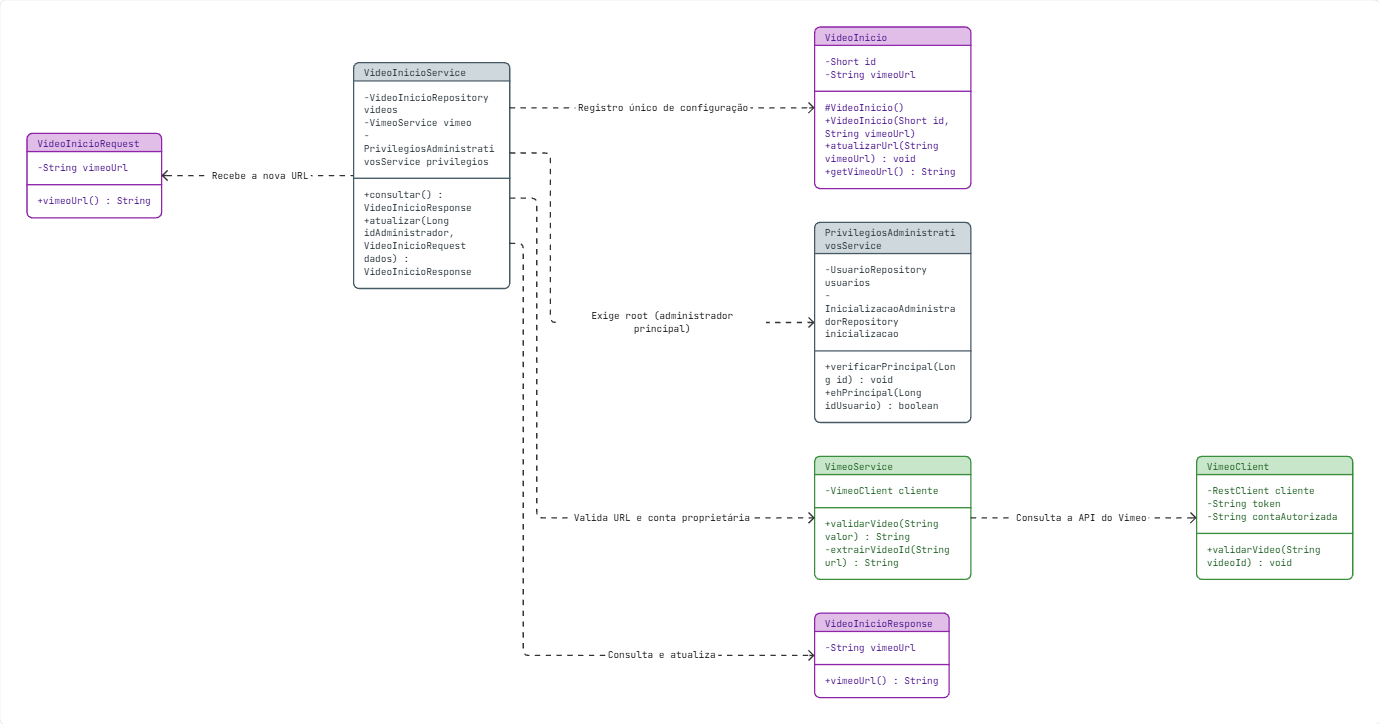 VideoInicioRequest
-String vimeoUrl
+vimeoUrl() : String
Recebe a nova URL
VideoInicioService
-VideoInicioRepository
videos
-VimeoService vimeo
-
PrivilegiosAdministrati
vosService privilegios
+consultar() :
VideoInicioResponse
+atualizar(Long
idAdministrador,
VideoInicioRequest
dados) :
VideoInicioResponse
Registro único de configuração
Exige root (administrador
principal)
Valida URL e conta proprietária
Consulta e atualiza
VideoInicio
-Short id
-String vimeoUrl
#VideoInicio()
+VideoInicio(Short id,
String vimeoUrl)
+atualizarUrl(String
vimeoUrl) : void
+getVimeoUrl() : String
PrivilegiosAdministrati
vosService
-UsuarioRepository
usuarios
-
InicializacaoAdministra
dorRepository
inicializacao
+verificarPrincipal(Lon
g id) : void
+ehPrincipal(Long
idUsuario) : boolean
VimeoService
-VimeoClient cliente
+validarVideo(String
valor) : String
-extrairVideoId(String
url) : String
Consulta a API do Vimeo
VimeoClient
-RestClient cliente
-String token
-String contaAutorizada
+validarVideo(String
videoId) : void
VideoInicioResponse
-String vimeoUrl
+vimeoUrl() : String